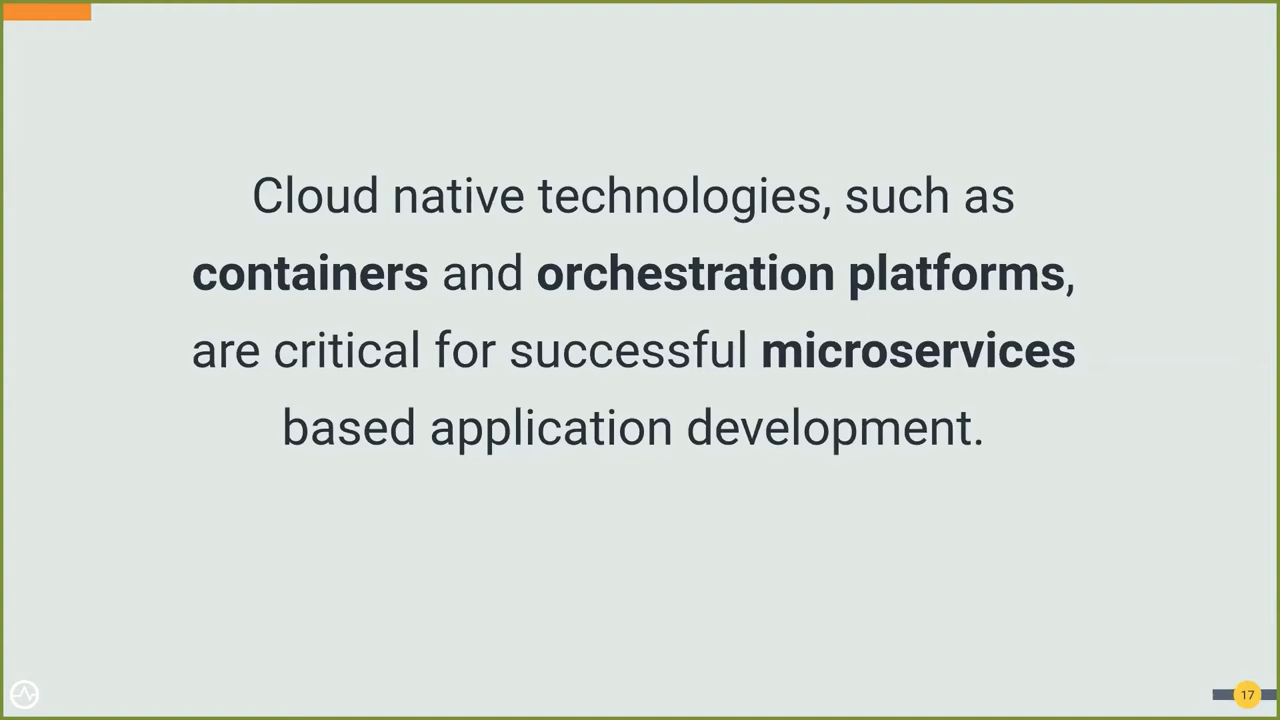 Cloud native technologies, such as
containers and orchestration platforms,
are critical for successful microservices
based application development.
17